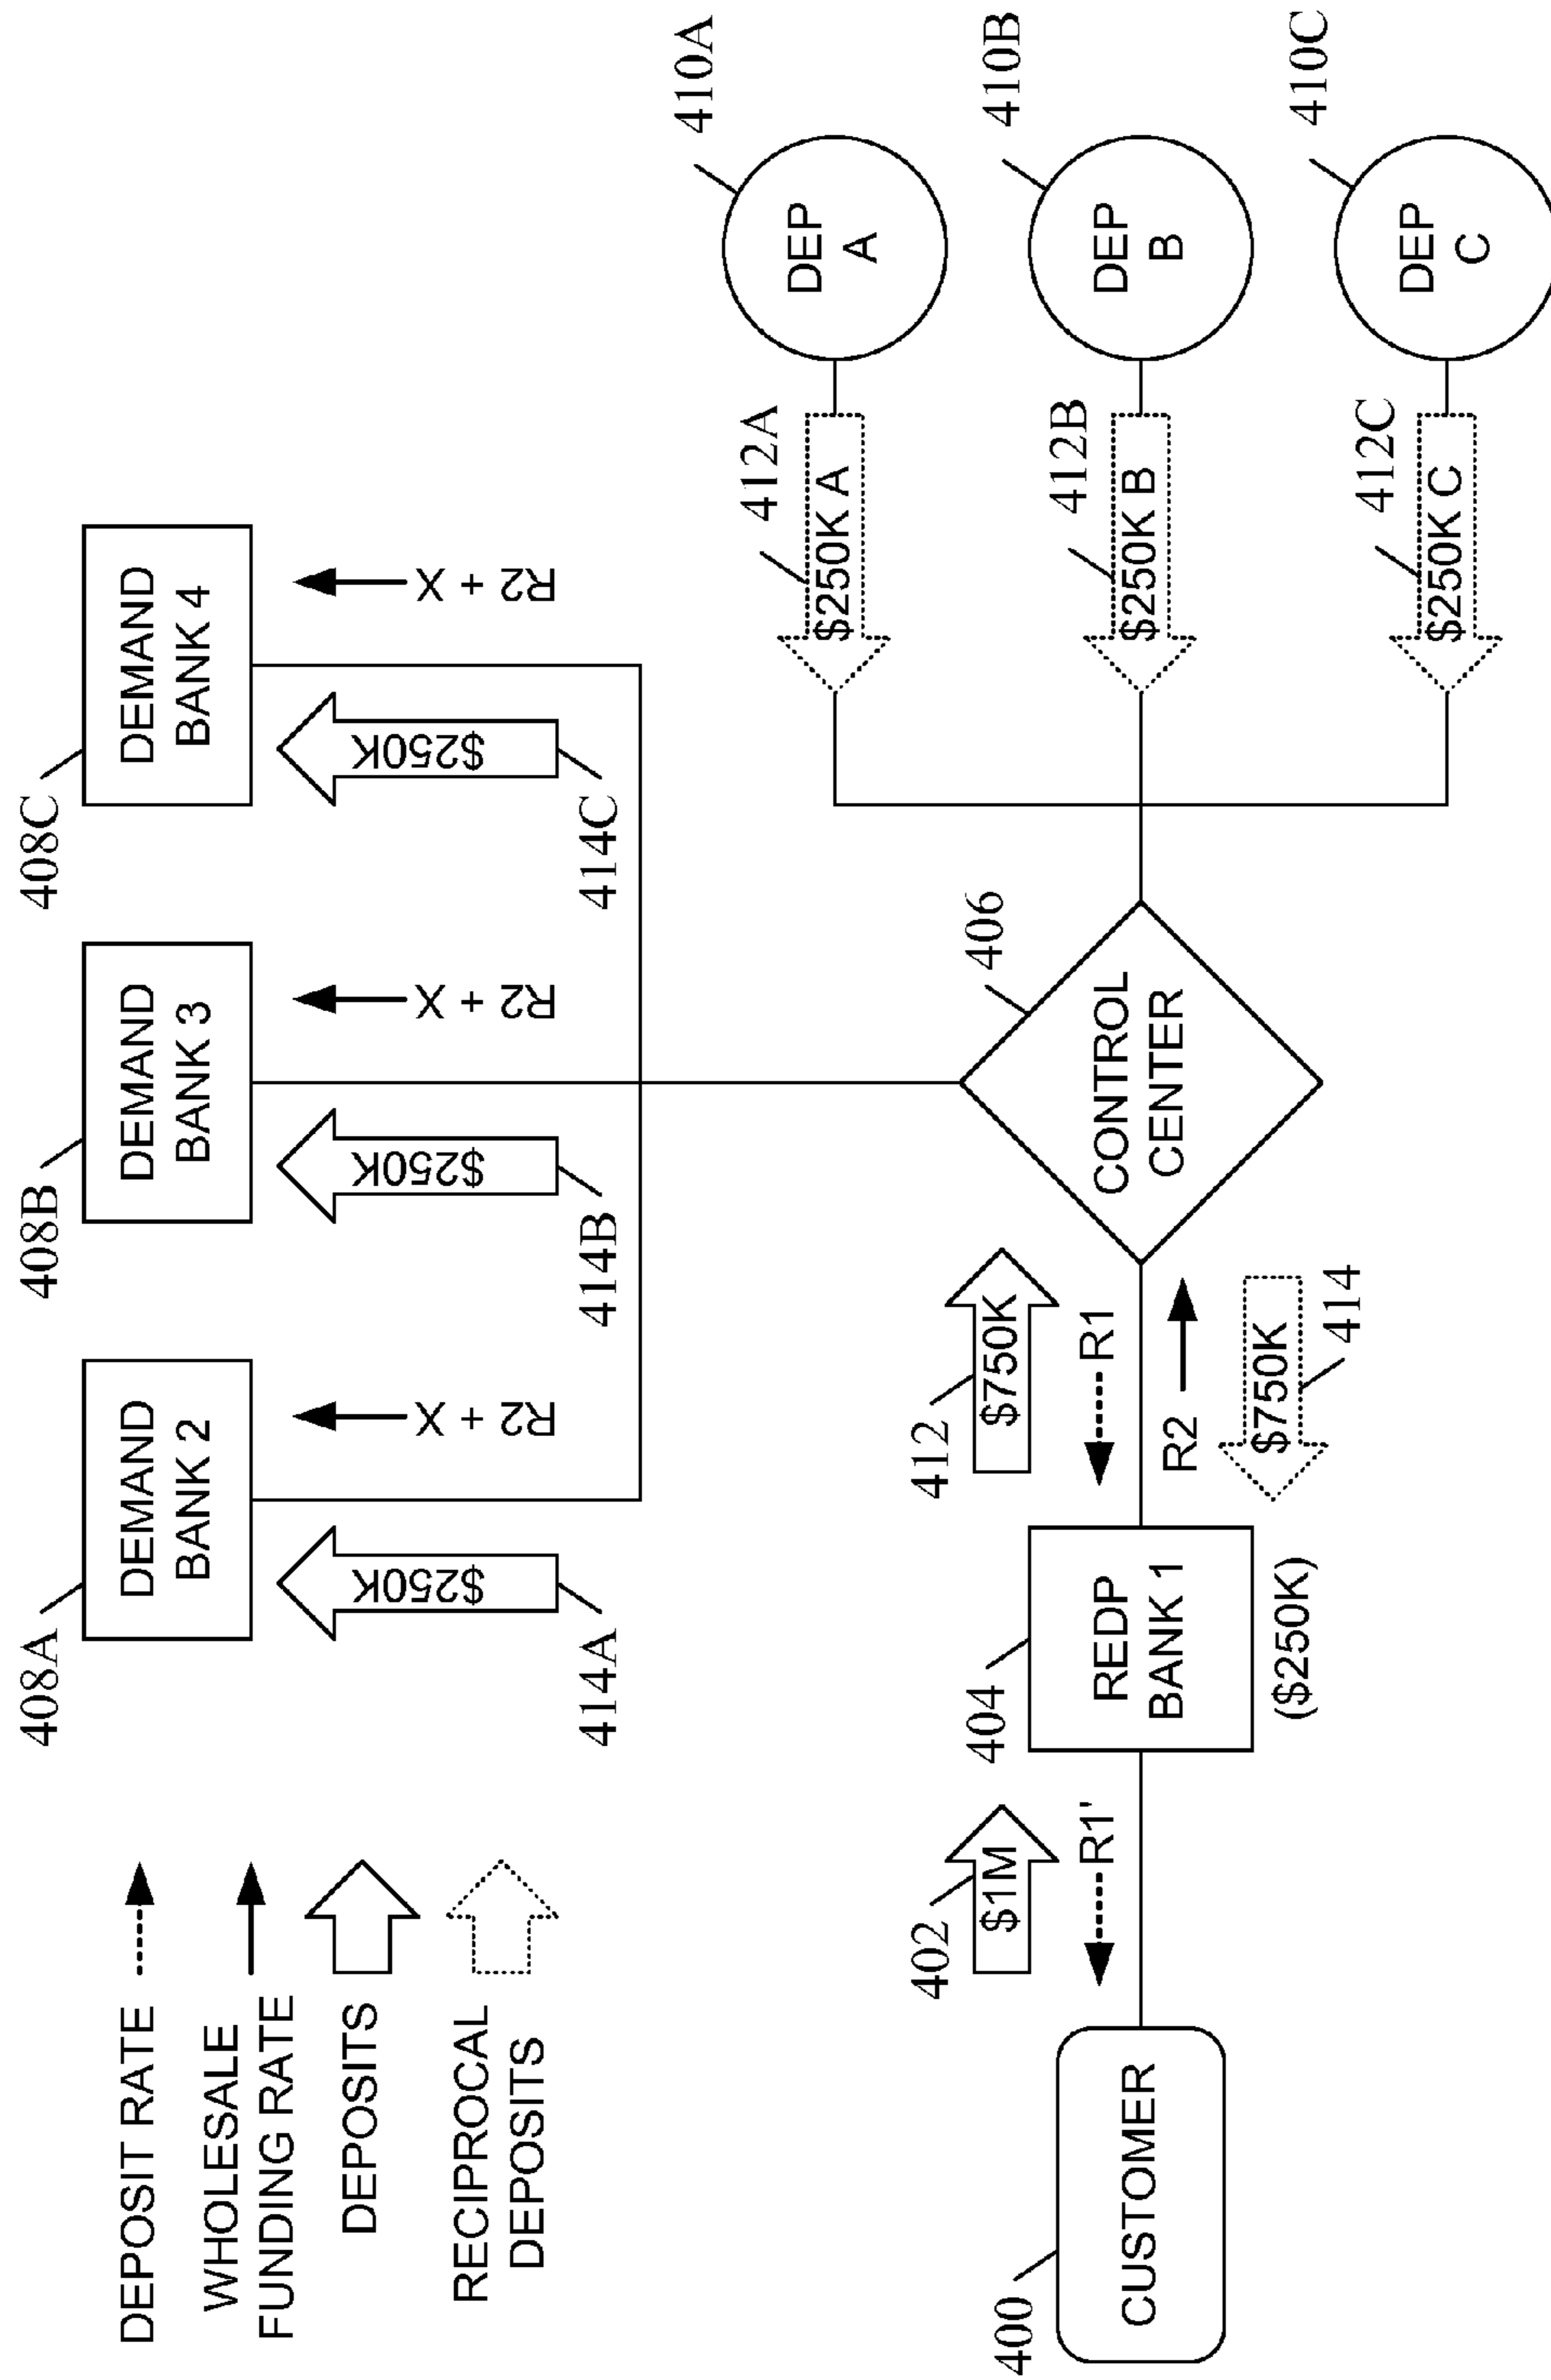 DEPOSIT RATE
WHOLESALE
FUNDING RATE
DEPOSITS
RECIPROCAL
DEPOSITS
408A
DEMAND
BANK 2
$250K
R2 + X
414A
408B
DEMAND
BANK 3
$250K
R2 + X
414B
408C
DEMAND
BANK 4
$250K
R2 + X
414C
400
CUSTOMER
402
$1M
R1'
404
REDP
BANK 1
($250K)
412
$750K
R1
R2
$750K
414
406
CONTROL
CENTER
412A
$250K A
410A
DEP
A
412B
$250K B
410B
DEP
B
412C
$250K C
410C
DEP
C